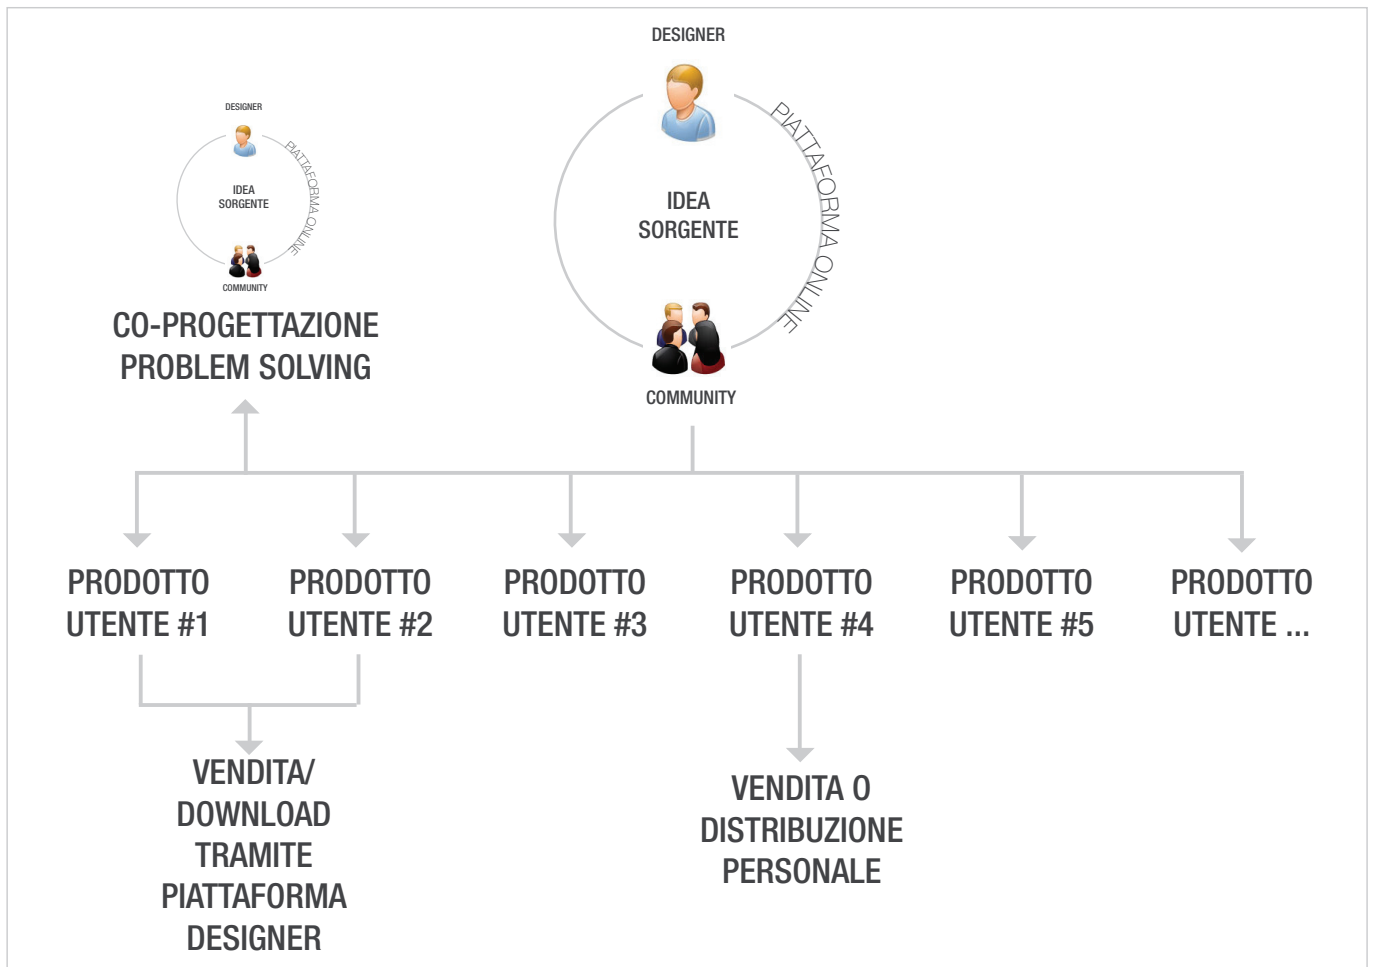 DESIGNER
PIATTAFORMA ONLINE
IDEA
SORGENTE
COMMUNITY
CO-PROGETTAZIONE
PROBLEM SOLVING
DESIGNER
PIATTAFORMA ONLINE
IDEA
SORGENTE
COMMUNITY
PRODOTTO
UTENTE #1
PRODOTTO
UTENTE #2
PRODOTTO
UTENTE #3
PRODOTTO
UTENTE #4
PRODOTTO
UTENTE #5
PRODOTTO
UTENTE ...
VENDITA/
DOWNLOAD
TRAMITE
PIATTAFORMA
DESIGNER
VENDITA O
DISTRIBUZIONE
PERSONALE